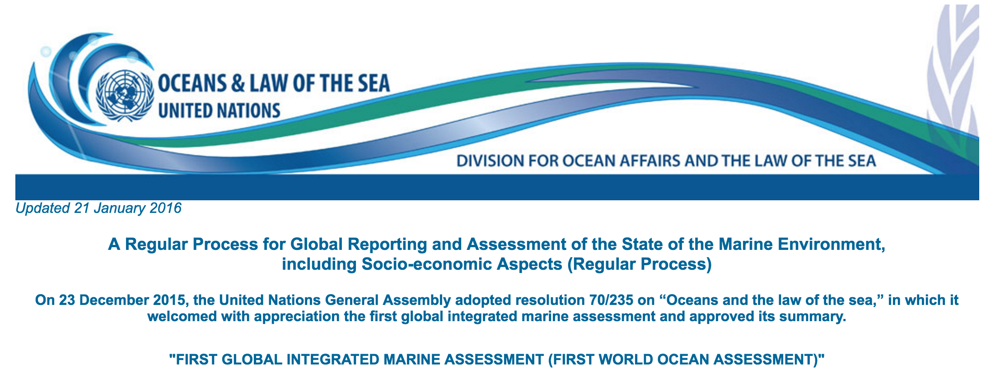 OCEANS & LAW OF THE SEA
UNITED NATIONS
DIVISION FOR OCEAN AFFAIRS AND THE LAW OF THE SEA
Updated 21 January 2016
A Regular Process for Global Reporting and Assessment of the State of the Marine Environment,
including Socio-economic Aspects (Regular Process)
On 23 December 2015, the United Nations General Assembly adopted resolution 70/235 on “Oceans and the law of the sea,” in which it
welcomed with appreciation the first global integrated marine assessment and approved its summary.
"FIRST GLOBAL INTEGRATED MARINE ASSESSMENT (FIRST WORLD OCEAN ASSESSMENT)"